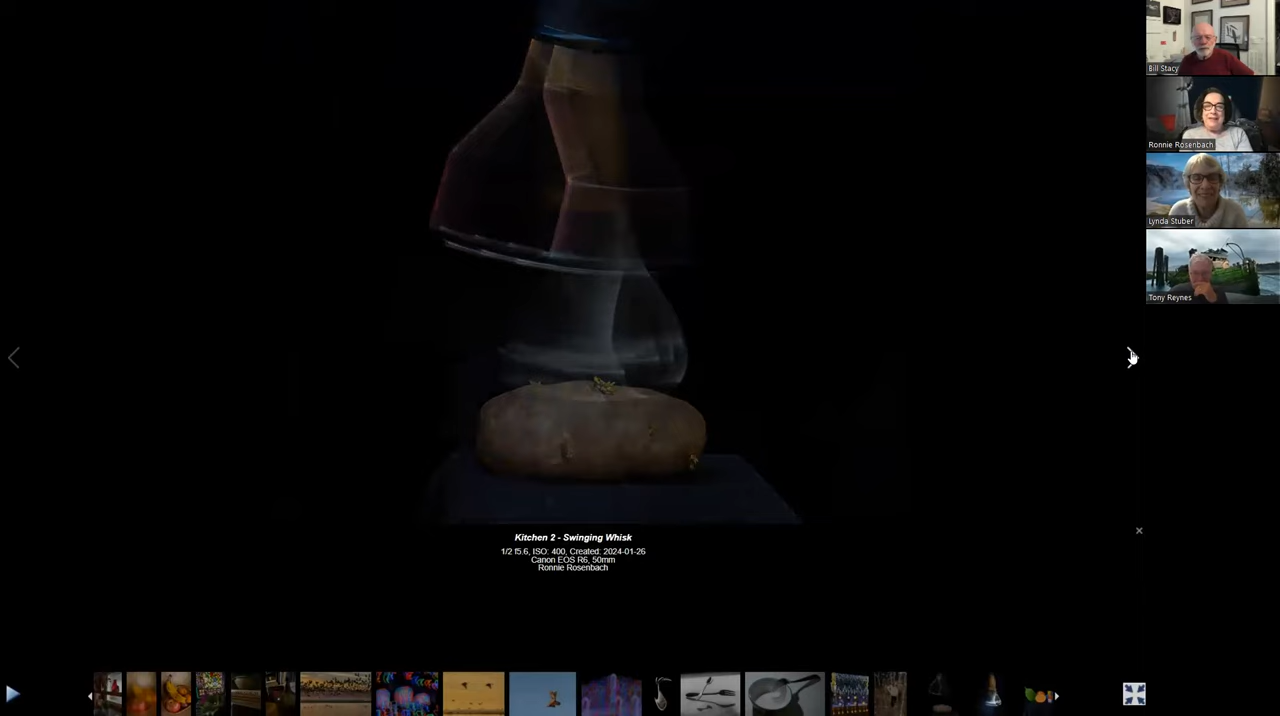 Bill Stacy
Ronnie Rosenbach
Lynda Stuber
Tony Reynes
Kitchen 2 - Swinging Whisk
1/2 f5.6, ISO: 400, Created: 2024-01-26
Canon EOS R6, 50mm
Ronnie Rosenbach